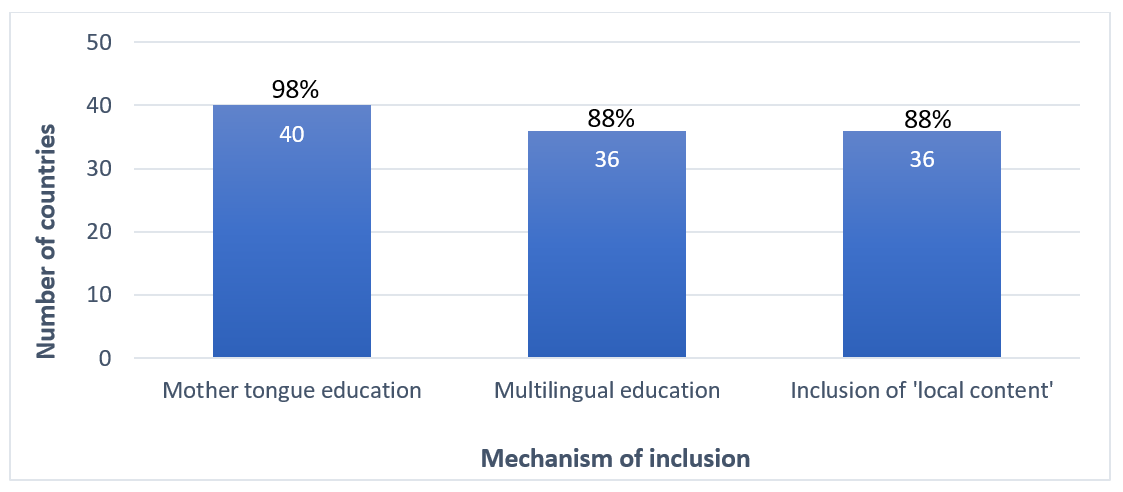 50
98%
40
40
88%
36
88%
36
30
20
10
0
Number of countries
Mother tongue education
Multilingual education
Inclusion of 'local content'
Mechanism of inclusion